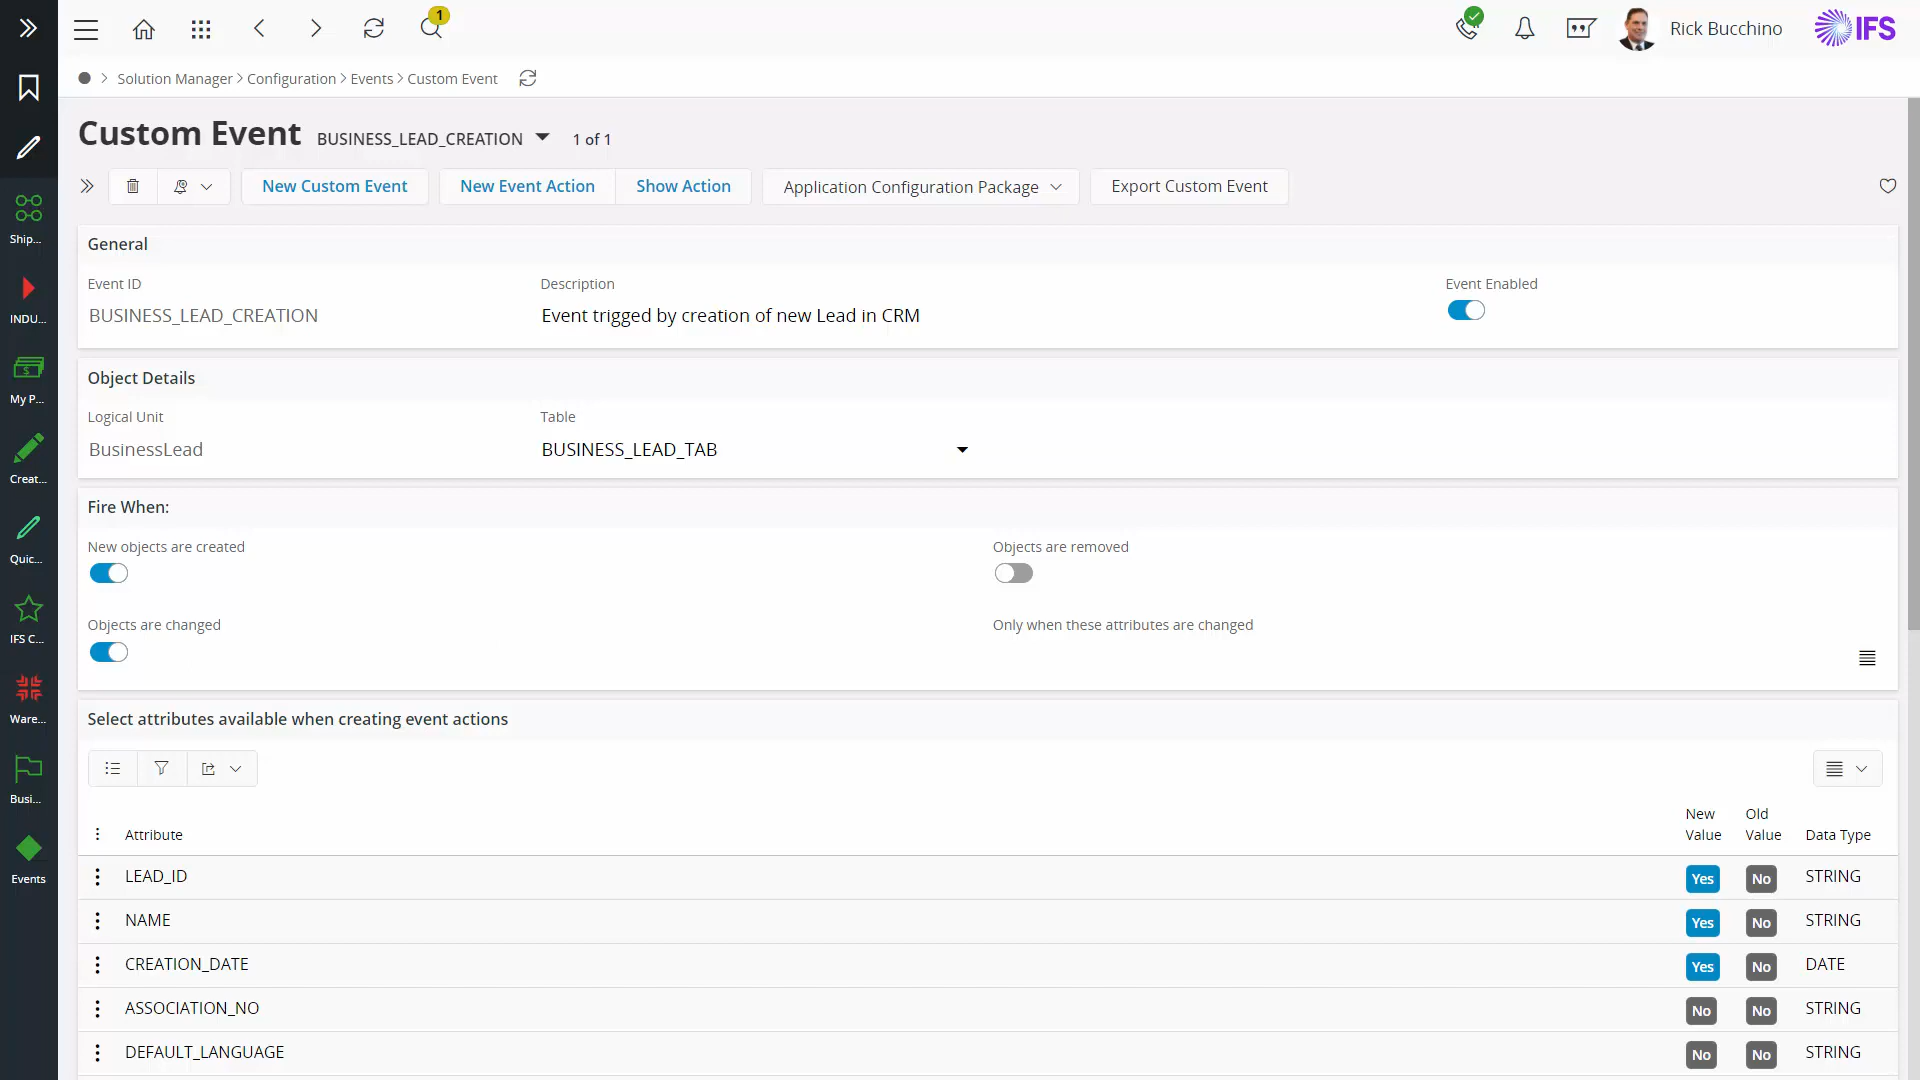 1
Rick Bucchino
IFS
Solution Manager > Configuration > Events > Custom Event
Custom Event BUSINESS_LEAD_CREATION 1 of 1
New Custom Event New Event Action Show Action Application Configuration Package Export Custom Event
Ship...
INDU...
My P...
Creat...
Quic...
IFS C...
Ware...
Busi...
Events
General
Event ID Description Event Enabled
BUSINESS_LEAD_CREATION Event trigged by creation of new Lead in CRM
Object Details
Logical Unit Table
BusinessLead BUSINESS_LEAD_TAB
Fire When:
New objects are created Objects are removed
Objects are changed Only when these attributes are changed
Select attributes available when creating event actions
Attribute New Value Old Value Data Type
LEAD_ID Yes No STRING
NAME Yes No STRING
CREATION_DATE Yes No DATE
ASSOCIATION_NO No No STRING
DEFAULT_LANGUAGE No No STRING